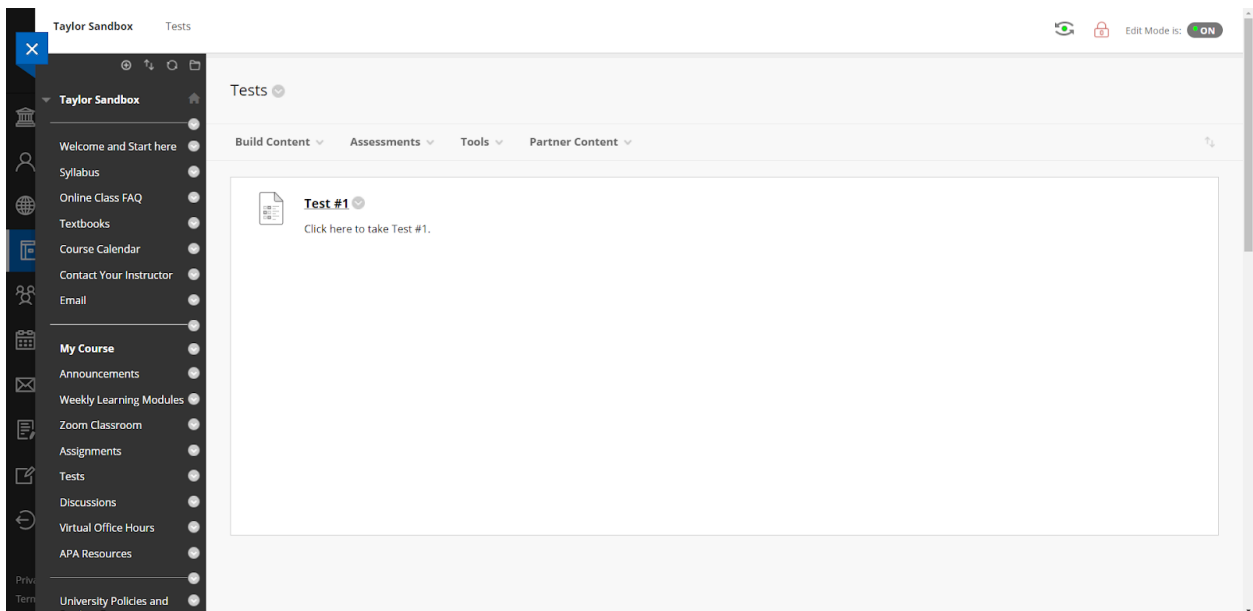 Taylor Sandbox Tests
Edit Mode is: ON
Taylor Sandbox
Welcome and Start here
Syllabus
Online Class FAQ
Textbooks
Course Calendar
Contact Your Instructor
Email
My Course
Announcements
Weekly Learning Modules
Zoom Classroom
Assignments
Tests
Discussions
Virtual Office Hours
APA Resources
University Policies and
Priva
Term
Tests
Build Content Assessments Tools Partner Content
Test #1
Click here to take Test #1.